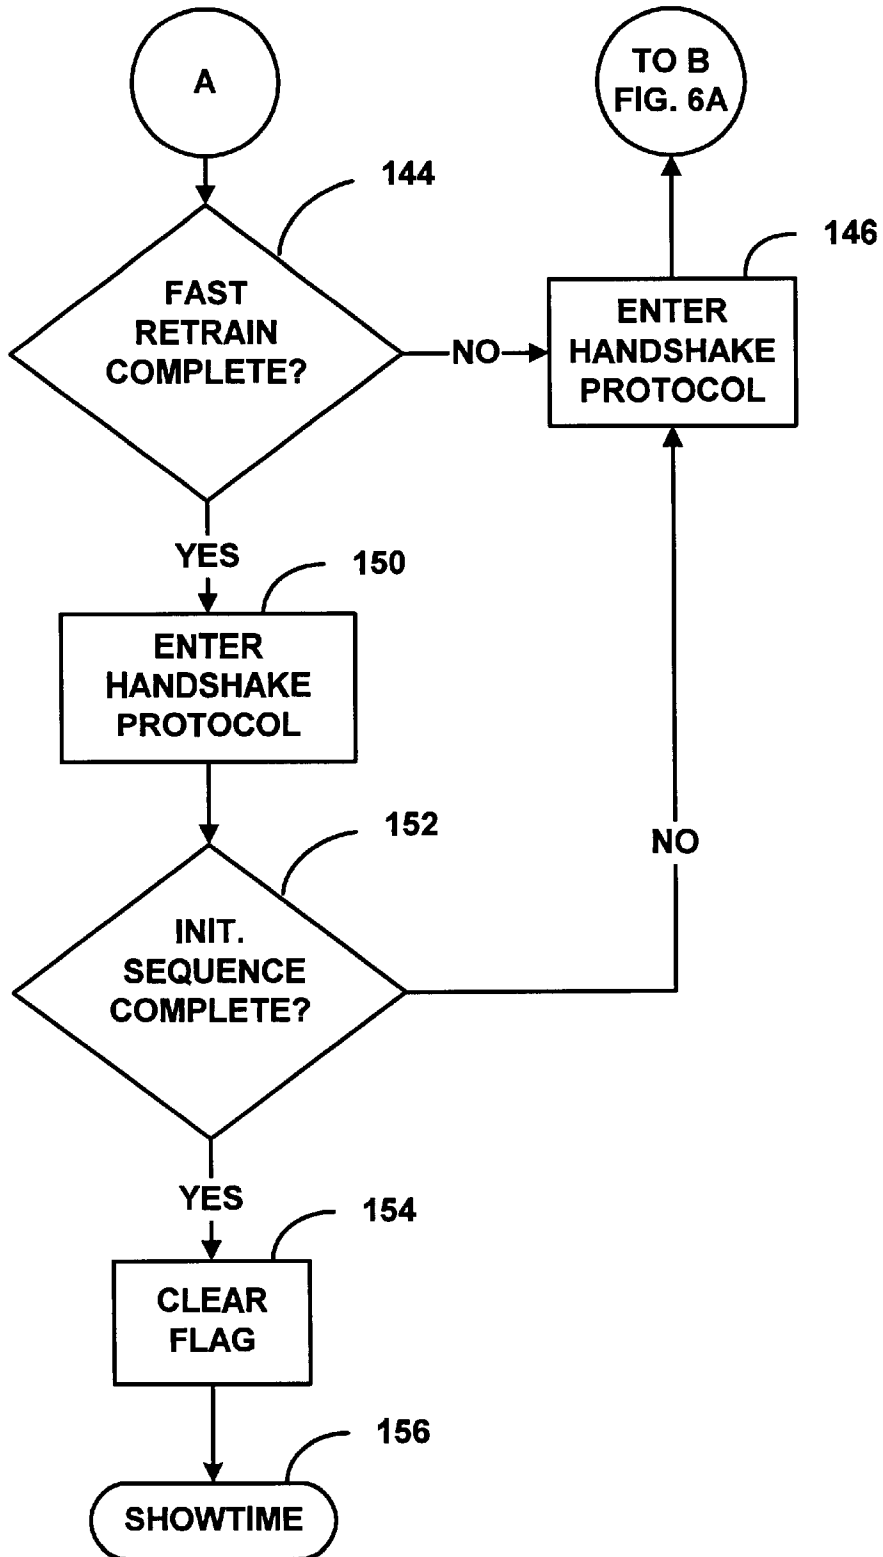 A
TO B
FIG. 6A
144
146
FAST
RETRAIN
COMPLETE?
NO
ENTER
HANDSHAKE
PROTOCOL
YES
150
ENTER
HANDSHAKE
PROTOCOL
152
NO
INIT.
SEQUENCE
COMPLETE?
YES
154
CLEAR
FLAG
156
SHOWTIME